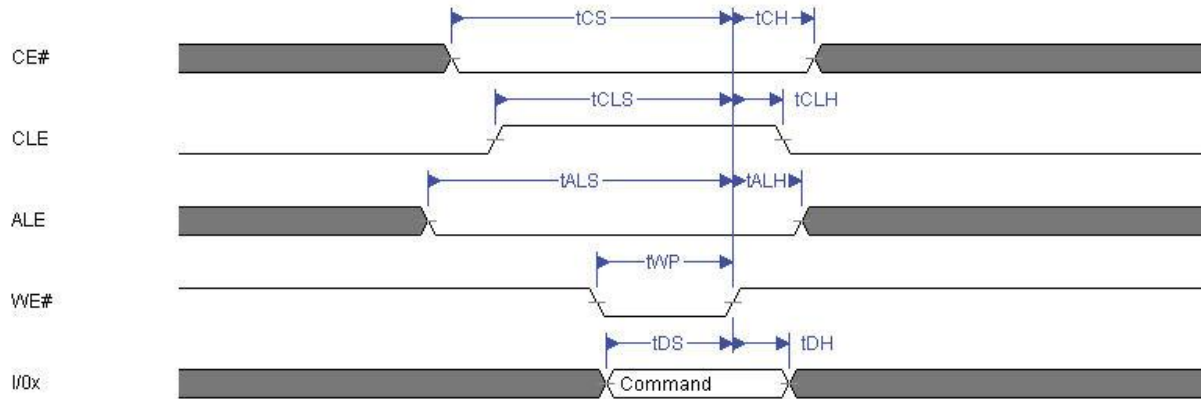 tCS tCH
CE#
tCLS tCLH
CLE
tALS tALH
ALE
tWP
WE#
tDS tDH
I/0x Command